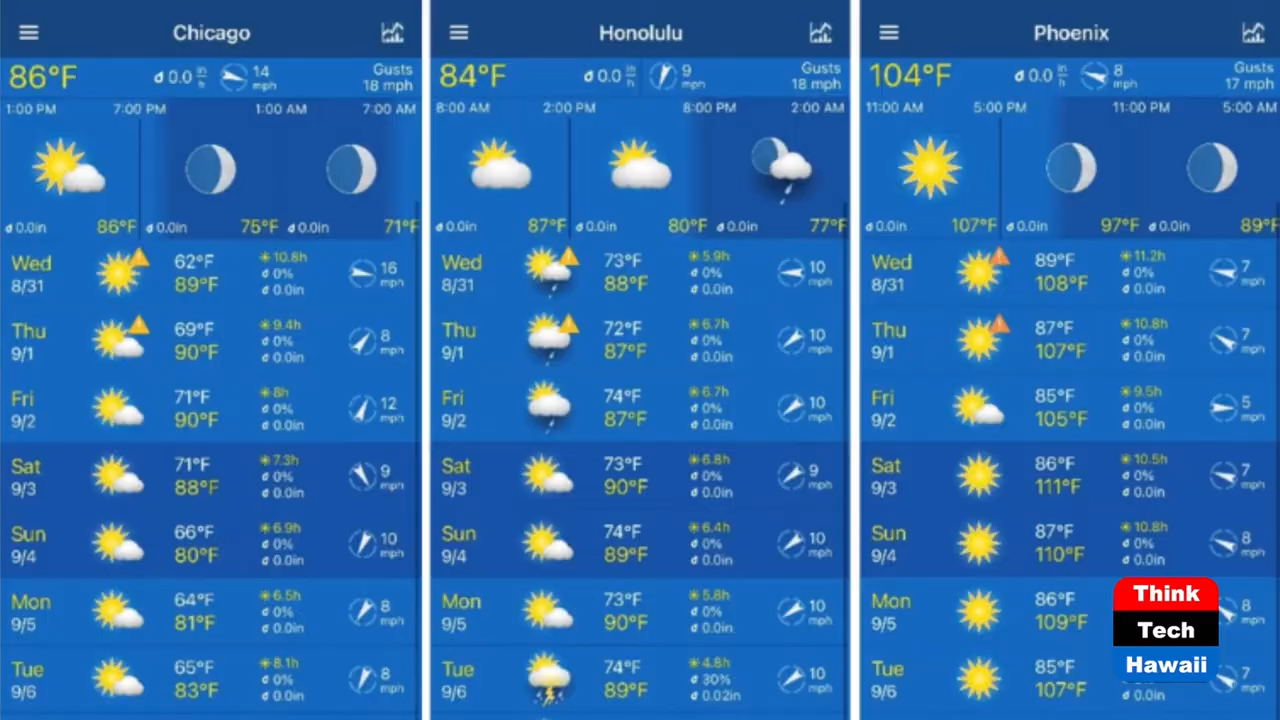 Chicago
86°F
0.0 in/h
14 mph
Gusts 18 mph
1:00 PM 7:00 PM 1:00 AM 7:00 AM
0.0in 86°F 0.0in 75°F 0.0in 71°F
Wed 62°F 10.8h 16 mph
8/31 89°F 0% 0.0in
Thu 69°F 9.4h 8 mph
9/1 90°F 0% 0.0in
Fri 71°F 8h 12 mph
9/2 90°F 0% 0.0in
Sat 71°F 7.3h 9 mph
9/3 88°F 0% 0.0in
Sun 66°F 6.9h 10 mph
9/4 80°F 0% 0.0in
Mon 64°F 6.5h 8 mph
9/5 81°F 0% 0.0in
Tue 65°F 8.1h 8 mph
9/6 83°F 0% 0.0in
Honolulu
84°F
0.0 in/h
9 mph
Gusts 18 mph
8:00 AM 2:00 PM 8:00 PM 2:00 AM
0.0in 87°F 0.0in 80°F 0.0in 77°F
Wed 73°F 5.9h 10 mph
8/31 88°F 0% 0.0in
Thu 72°F 6.7h 10 mph
9/1 87°F 0% 0.0in
Fri 74°F 6.7h 10 mph
9/2 87°F 0% 0.0in
Sat 73°F 6.8h 9 mph
9/3 90°F 0% 0.0in
Sun 74°F 6.4h 10 mph
9/4 89°F 0% 0.0in
Mon 73°F 5.8h 10 mph
9/5 90°F 0% 0.0in
Tue 74°F 4.8h 10 mph
9/6 89°F 30% 0.02in
Phoenix
104°F
0.0 in/h
8 mph
Gusts 17 mph
11:00 AM 5:00 PM 11:00 PM 5:00 AM
0.0in 107°F 0.0in 97°F 0.0in 89°F
Wed 89°F 11.2h 7 mph
8/31 108°F 0% 0.0in
Thu 87°F 10.8h 7 mph
9/1 107°F 0% 0.0in
Fri 85°F 9.5h 5 mph
9/2 105°F 0% 0.0in
Sat 86°F 10.5h 7 mph
9/3 111°F 0% 0.0in
Sun 87°F 10.8h 8 mph
9/4 110°F 0% 0.0in
Mon 86°F 8 mph
9/5 109°F
Tue 85°F 7 mph
9/6 107°F 0.0in
Think
Tech
Hawaii